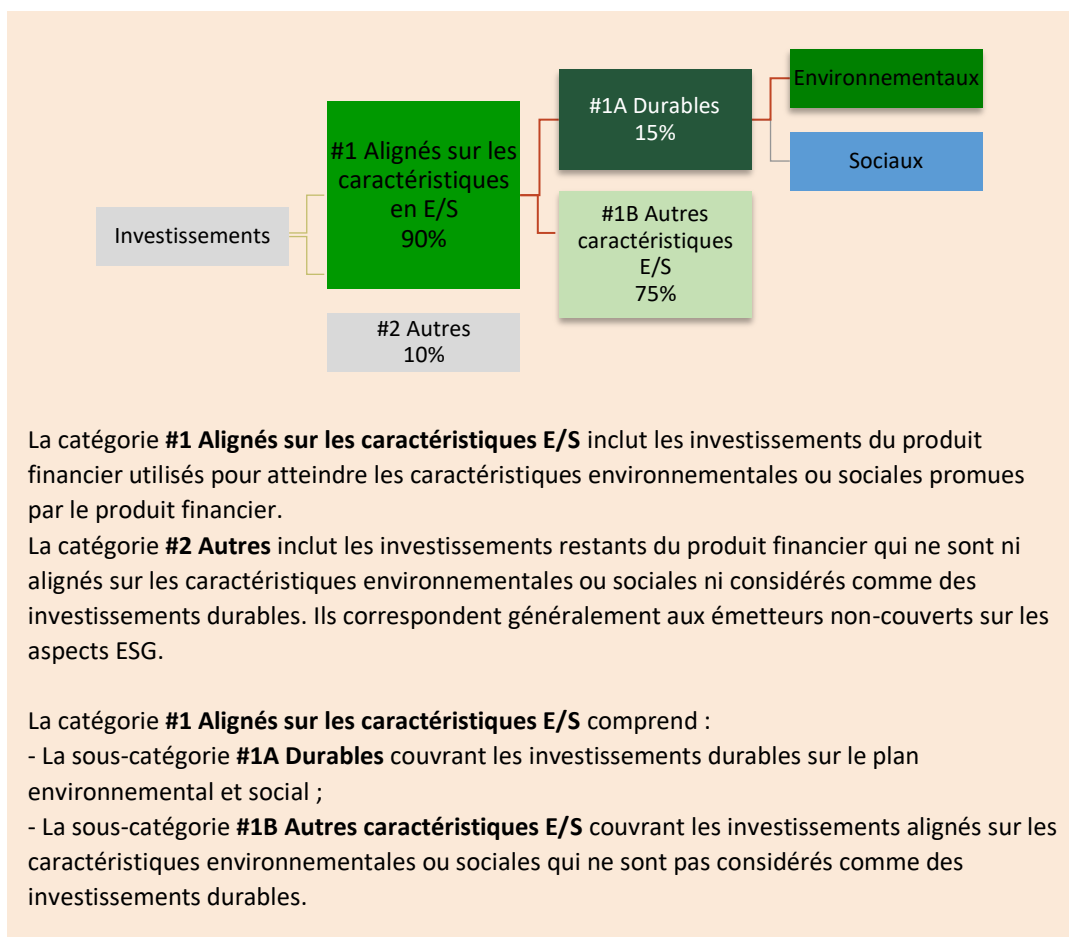 Environnementaux
#1A Durables
15%
#1 Alignés sur les
caractéristiques
en E/S
90%
Sociaux
#1B Autres
caractéristiques
E/S
75%
Investissements
#2 Autres
10%
La catégorie #1 Alignés sur les caractéristiques E/S inclut les investissements du produit
financier utilisés pour atteindre les caractéristiques environnementales ou sociales promues
par le produit financier.
La catégorie #2 Autres inclut les investissements restants du produit financier qui ne sont ni
alignés sur les caractéristiques environnementales ou sociales ni considérés comme des
investissements durables. Ils correspondent généralement aux émetteurs non-couverts sur les
aspects ESG.
La catégorie #1 Alignés sur les caractéristiques E/S comprend :
- La sous-catégorie #1A Durables couvrant les investissements durables sur le plan
environnemental et social ;
- La sous-catégorie #1B Autres caractéristiques E/S couvrant les investissements alignés sur les
caractéristiques environnementales ou sociales qui ne sont pas considérés comme des
investissements durables.